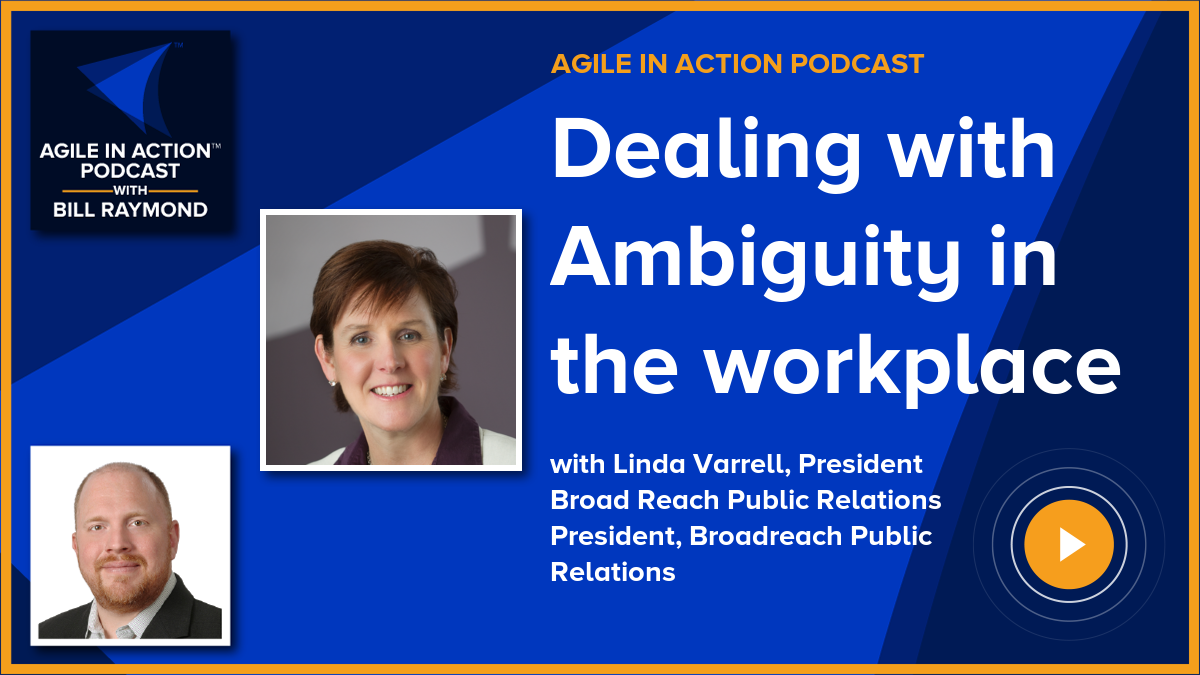 AGILE IN ACTION™
PODCAST
WITH
BILL RAYMOND
AGILE IN ACTION PODCAST
Dealing with
Ambiguity in
the workplace
with Linda Varrell, President
Broad Reach Public Relations
President, Broadreach Public
Relations